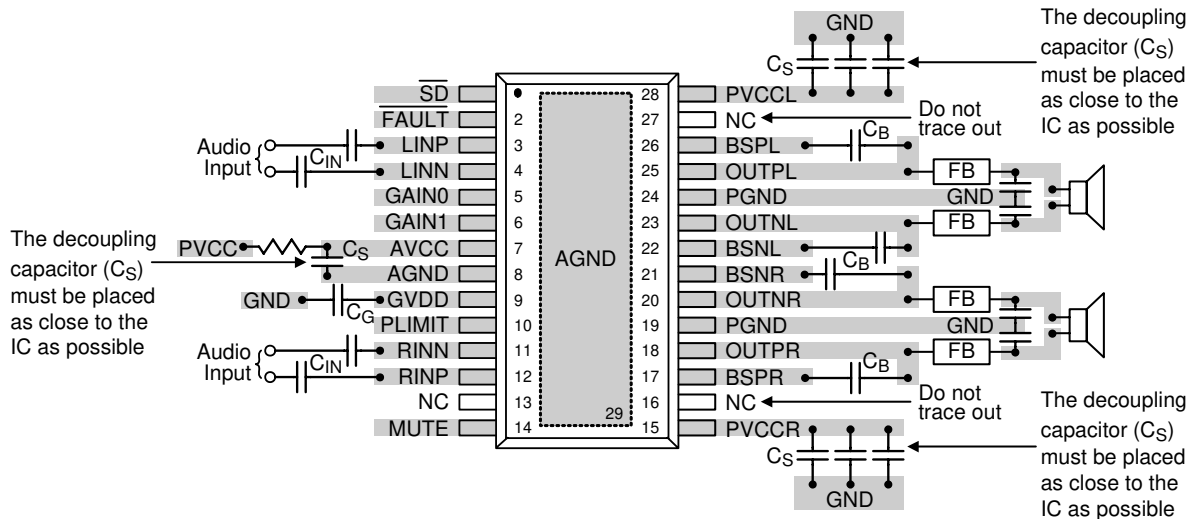 GND
The decoupling
capacitor (CS)
must be placed
as close to the
IC as possible
CS
SD 28 PVCCL
FAULT 2 27 NC
Do not
trace out
Audio
Input
CIN
LINP 3 26 BSPL
CB
LINN 4 25 OUTPL
FB
GAIN0 5 24 PGND
GND
GAIN1 6 23 OUTNL
FB
The decoupling
capacitor (CS)
must be placed
as close to the
IC as possible
PVCC
CS
AVCC 7 22 BSNL
CB
AGND
AGND 8 21 BSNR
GND
CG
GVDD 9 20 OUTNR
FB
PLIMIT 10 19 PGND
GND
Audio
Input
CIN
RINN 11 18 OUTPR
FB
RINP 12 17 BSPR
CB
NC 13 16 NC
Do not
trace out
29
MUTE 14 15 PVCCR
CS
GND
The decoupling
capacitor (CS)
must be placed
as close to the
IC as possible